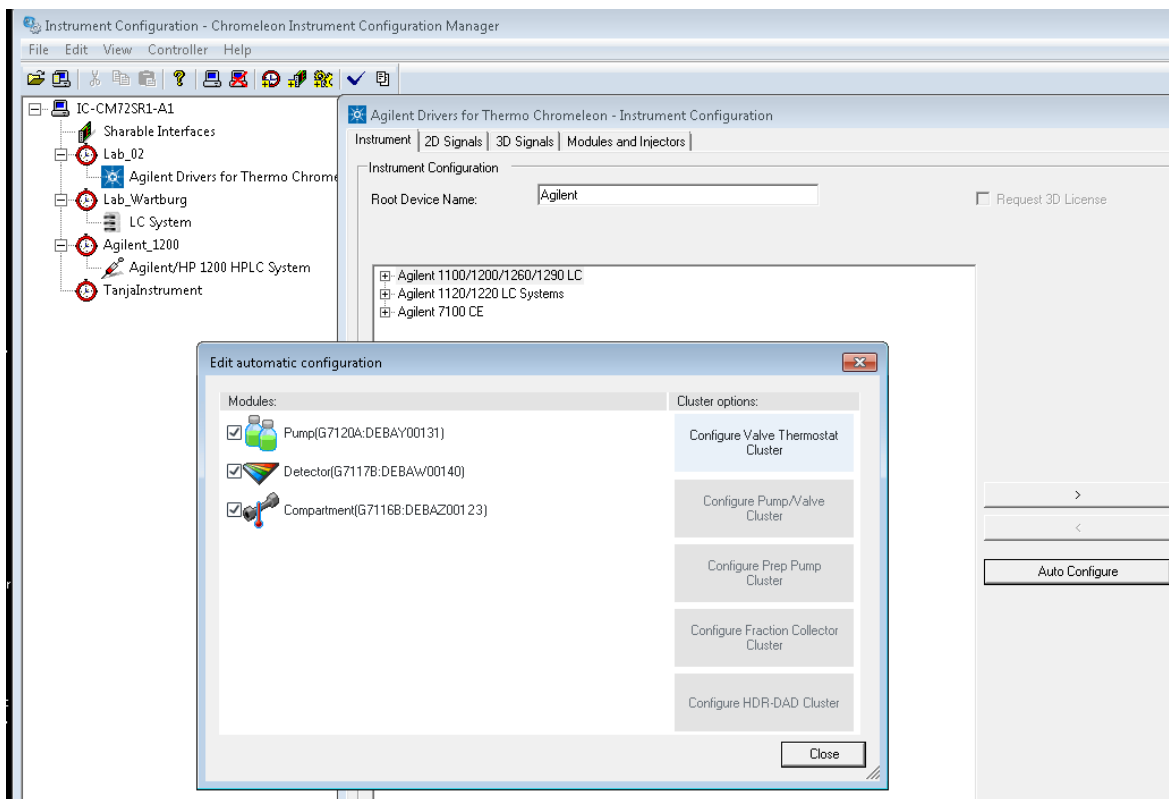 Instrument Configuration - Chromeleon Instrument Configuration Manager
File Edit View Controller Help
IC-CM72SR1-A1
Sharable Interfaces
Lab_02
Agilent Drivers for Thermo Chrome
Lab_Wartburg
LC System
Agilent_1200
Agilent/HP 1200 HPLC System
TanjaInstrument
Agilent Drivers for Thermo Chromeleon - Instrument Configuration
Instrument 2D Signals 3D Signals Modules and Injectors
Instrument Configuration
Root Device Name: Agilent Request 3D License
Agilent 1100/1200/1260/1290 LC
Agilent 1120/1220 LC Systems
Agilent 7100 CE
>
<
Auto Configure
Edit automatic configuration
Modules:
Pump(G7120A:DEBAY00131)
Detector(G7117B:DEBAW00140)
Compartment(G7116B:DEBAZ00123)
Cluster options:
Configure Valve Thermostat
Cluster
Configure Pump/Valve
Cluster
Configure Prep Pump
Cluster
Configure Fraction Collector
Cluster
Configure HDR-DAD Cluster
Close